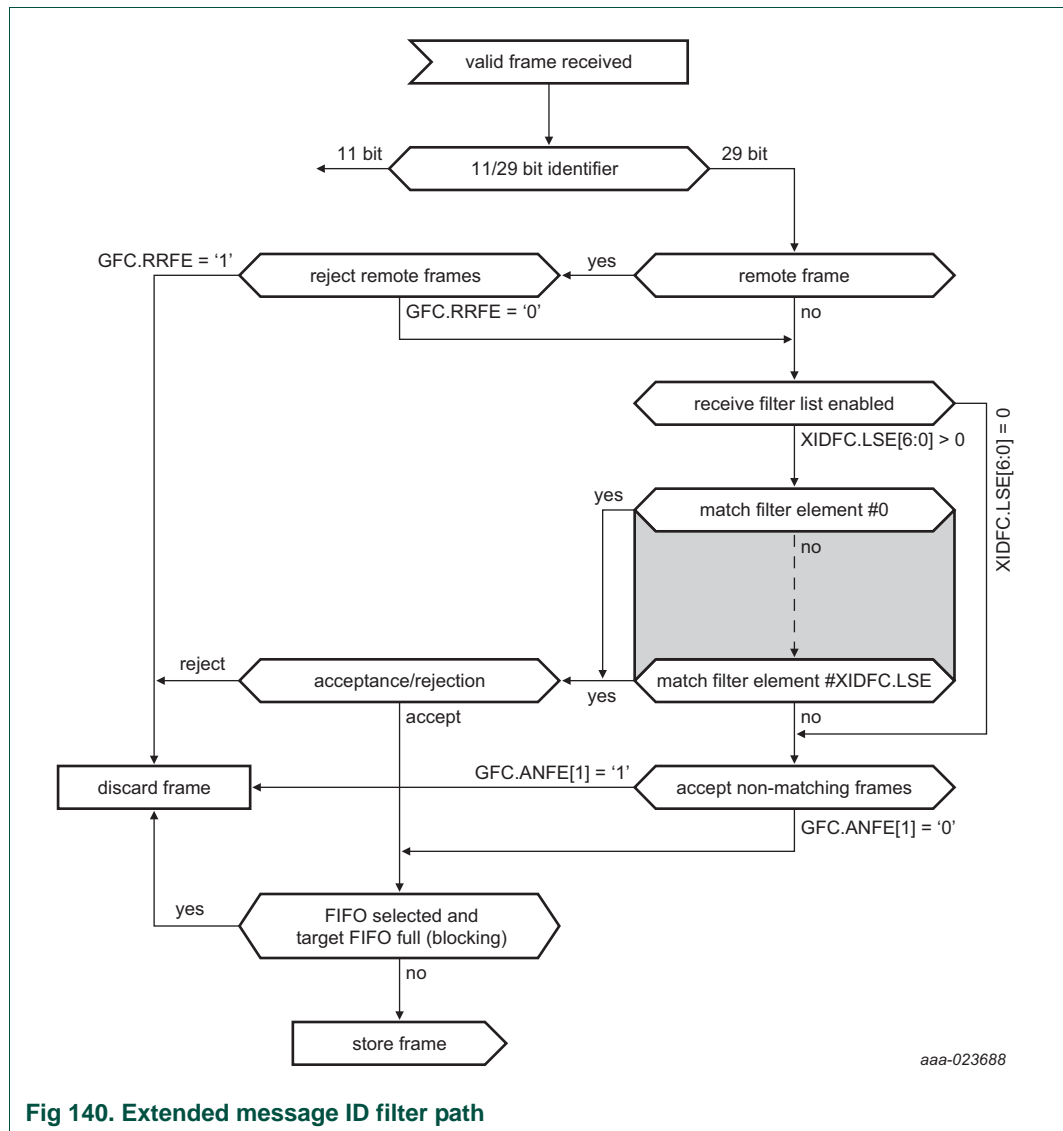 valid frame received
11 bit
11/29 bit identifier
29 bit
GFC.RRFE = ‘1’
reject remote frames
yes
remote frame
GFC.RRFE = ‘0’
no
receive filter list enabled
XIDFC.LSE[6:0] > 0
XIDFC.LSE[6:0] = 0
yes
match filter element #0
no
reject
acceptance/rejection
yes
match filter element #XIDFC.LSE
accept
no
discard frame
GFC.ANFE[1] = ‘1’
accept non-matching frames
GFC.ANFE[1] = ‘0’
yes
FIFO selected and
target FIFO full (blocking)
no
store frame
aaa-023688
Fig 140. Extended message ID filter path